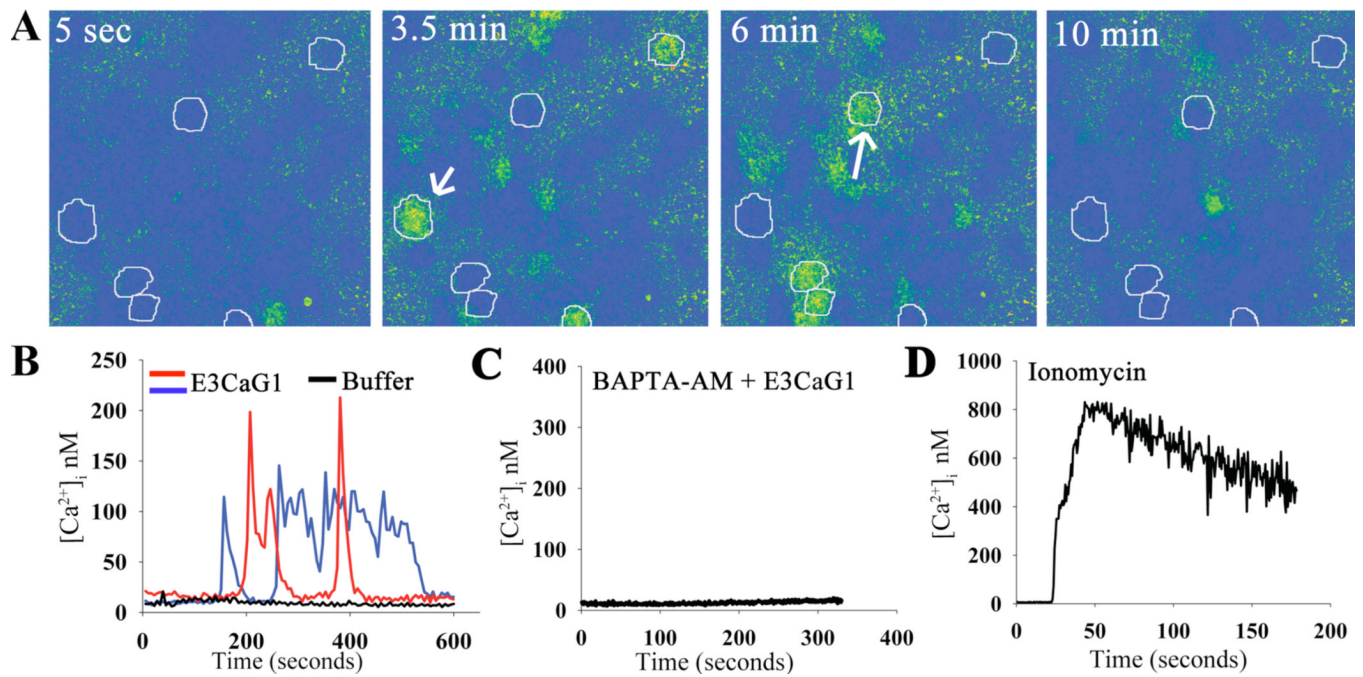 A
5 sec
3.5 min
6 min
10 min
B
250
200
150
100
50
0
[Ca²⁺]ᵢ nM
E3CaG1
Buffer
0 200 400 600
Time (seconds)
C
400
300
200
100
0
[Ca²⁺]ᵢ nM
BAPTA-AM + E3CaG1
0 100 200 300 400
Time (seconds)
D
1000
800
600
400
200
0
[Ca²⁺]ᵢ nM
Ionomycin
0 50 100 150 200
Time (seconds)